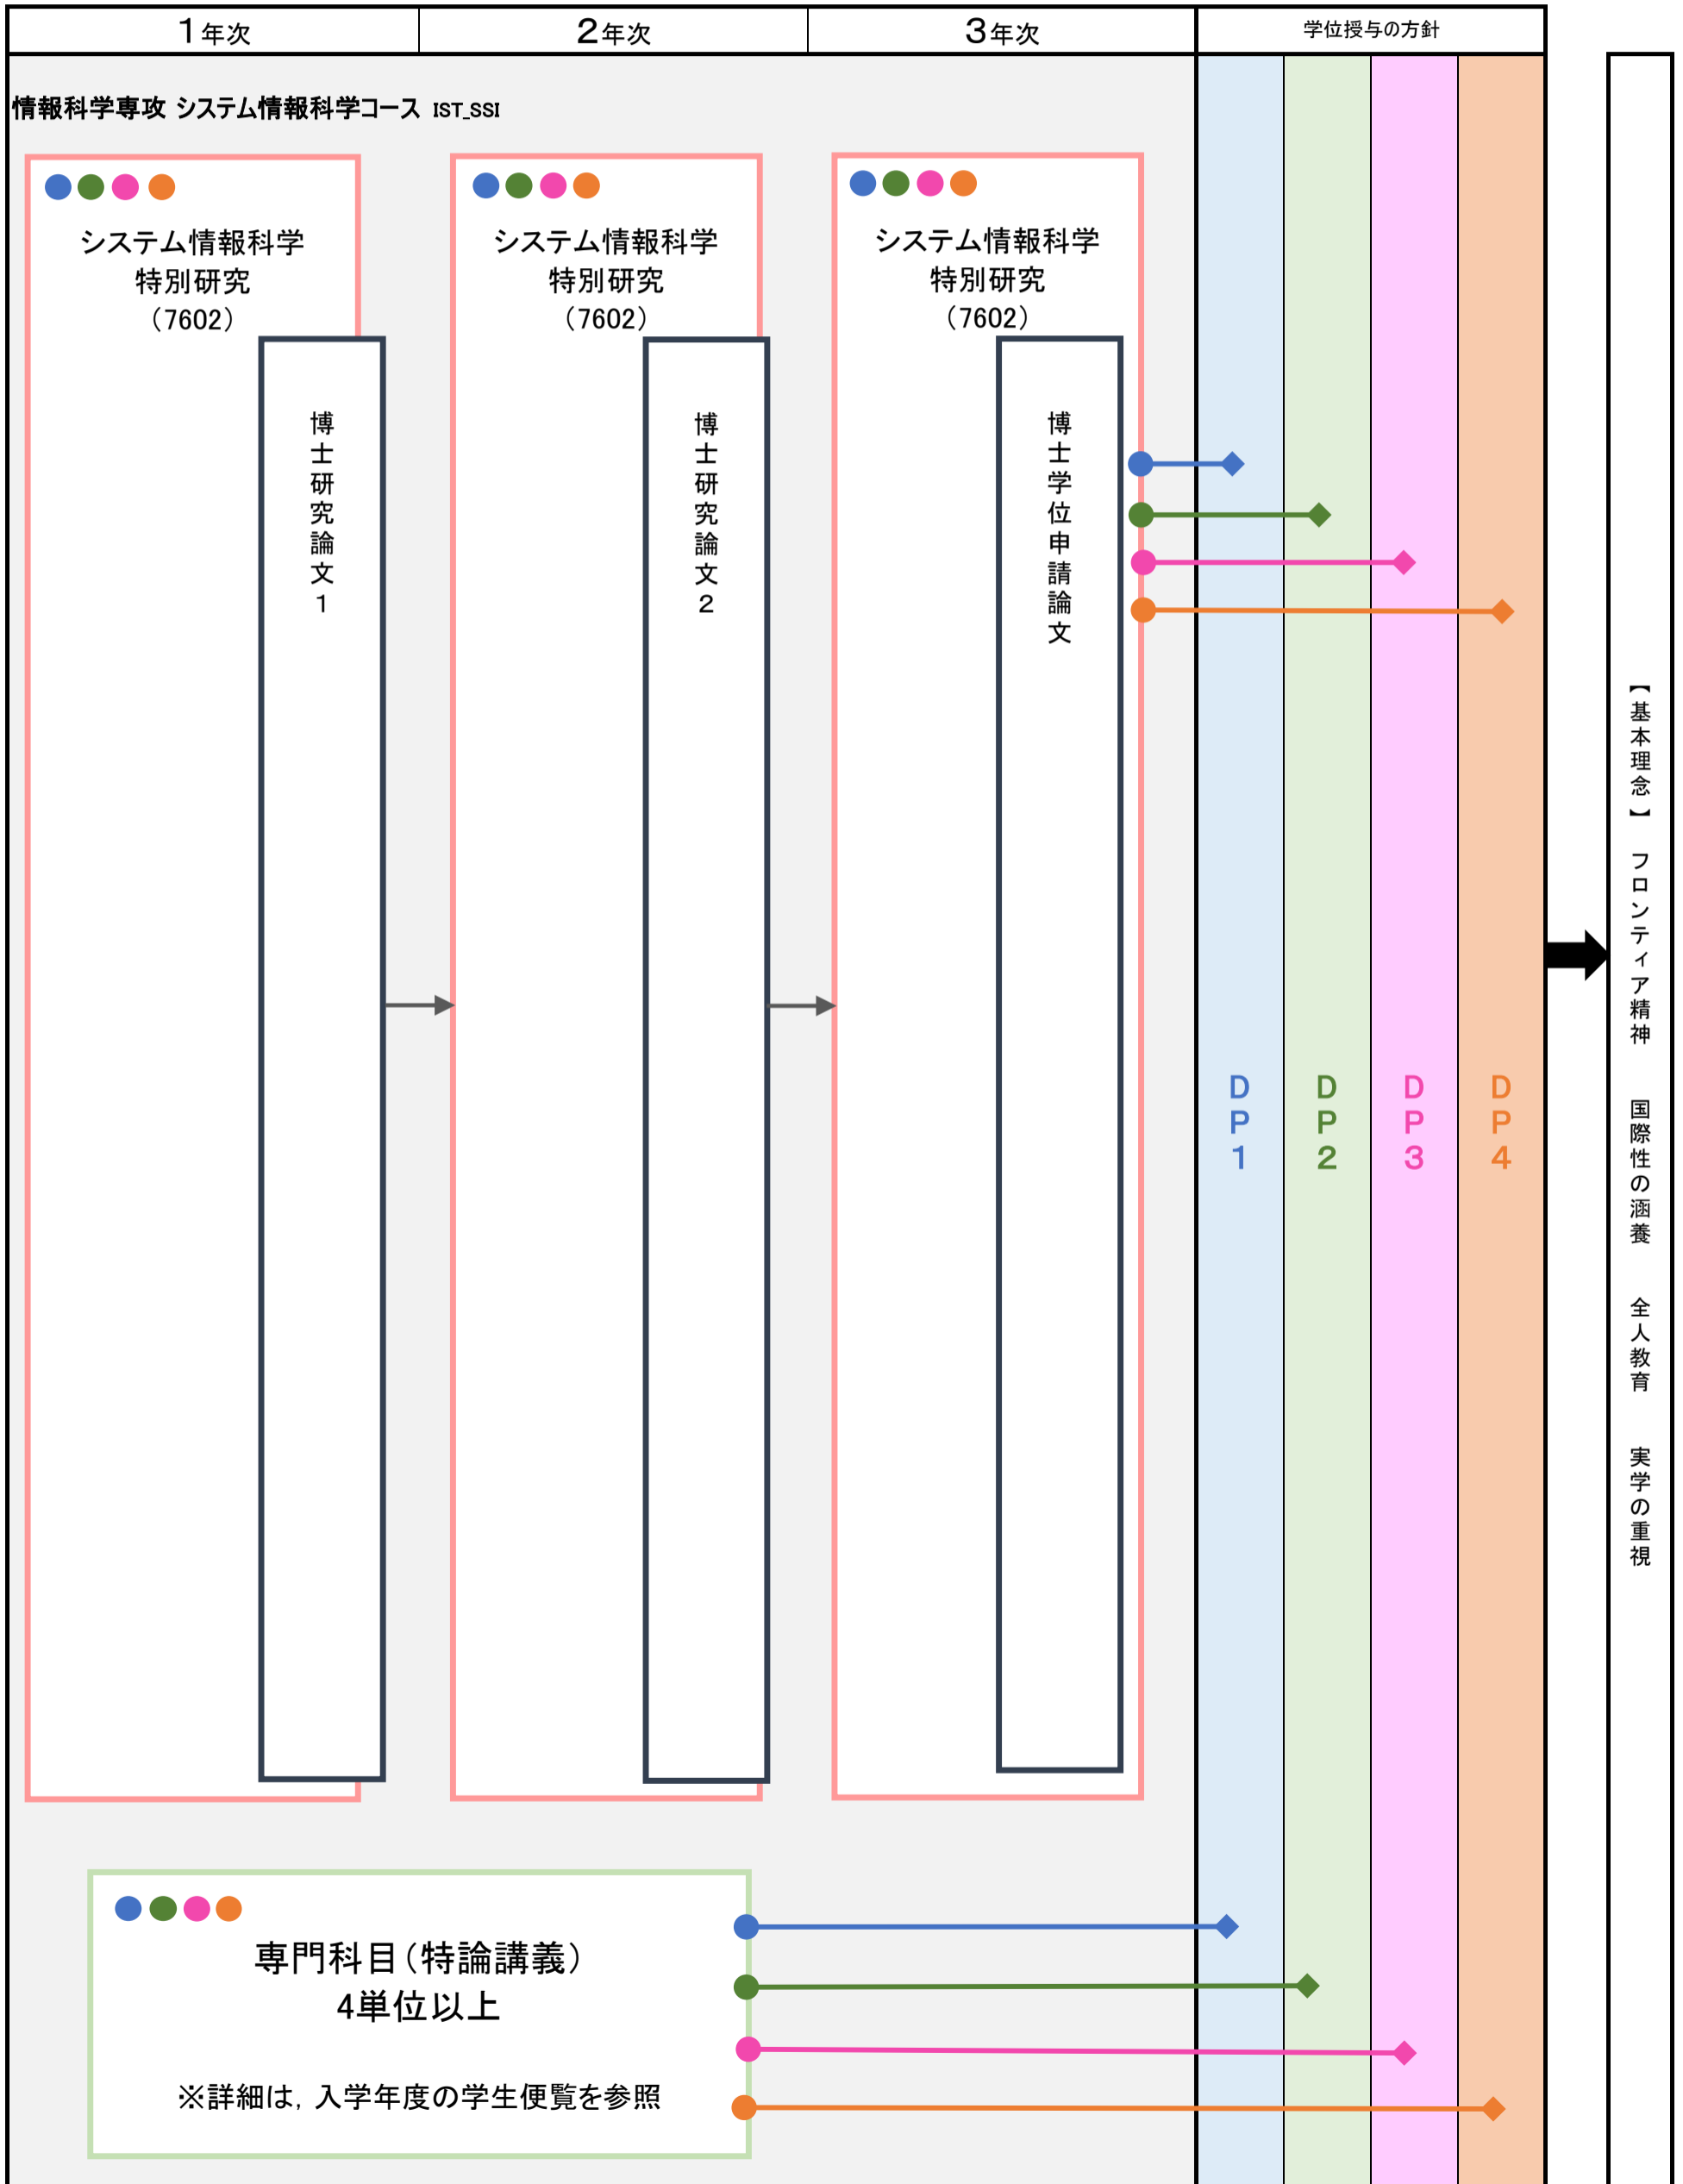 1年次
2年次
3年次
学位授与の方針
情報科学専攻 システム情報科学コース IST_SSI
システム情報科学
特別研究
（7602）
博士研究論文1
システム情報科学
特別研究
（7602）
博士研究論文2
システム情報科学
特別研究
（7602）
博士学位申請論文
DP1
DP2
DP3
DP4
【基本理念】 フロンティア精神 国際性の涵養 全人教育 実学の重視
専門科目（特論講義）
4単位以上
※詳細は，入学年度の学生便覧を参照